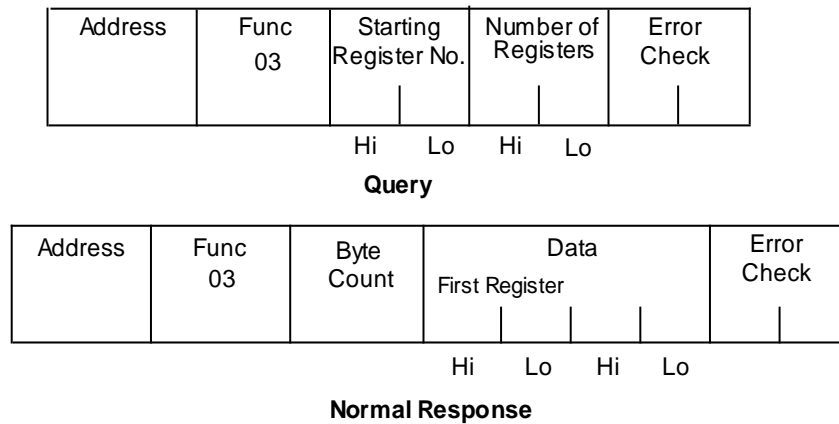 Address Func Starting Number of Error
03 Register No. Registers Check
Hi Lo Hi Lo
Query
Address Func Byte Data Error
03 Count First Register Check
Hi Lo Hi Lo
Normal Response